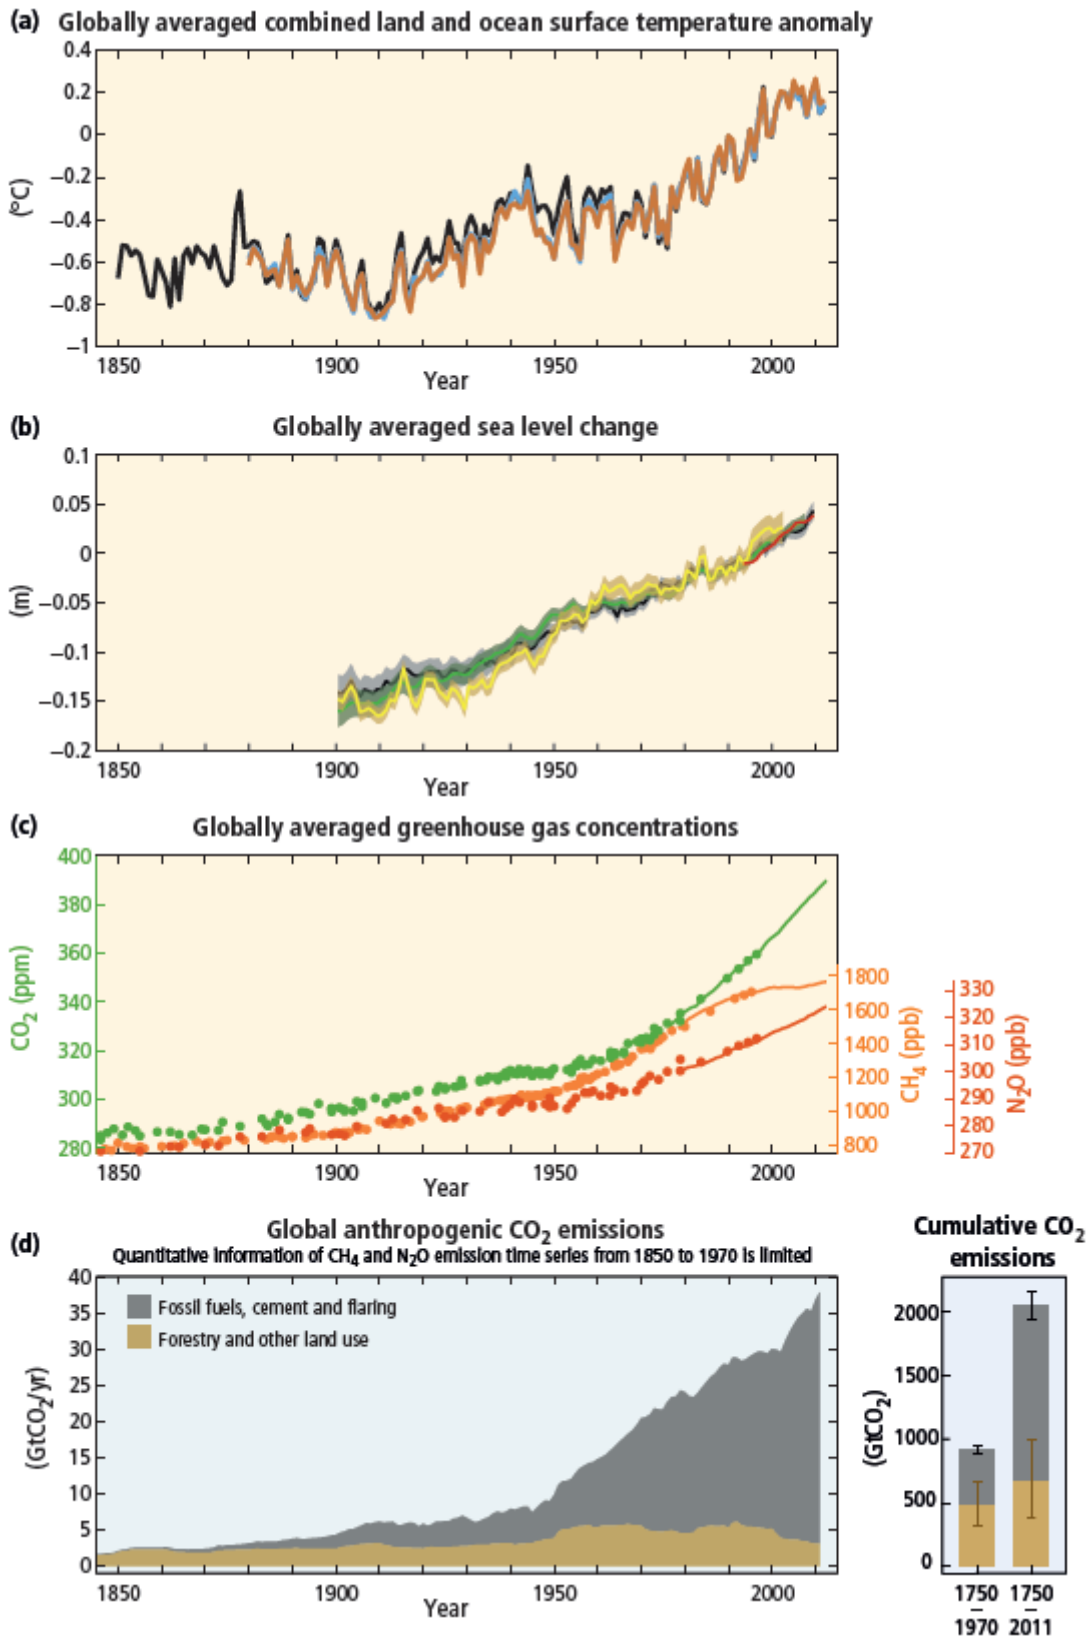 (a) Globally averaged combined land and ocean surface temperature anomaly
0.4
0.2
0
−0.2
−0.4
−0.6
−0.8
−1
(°C)
1850 1900 1950 2000
Year
(b) Globally averaged sea level change
0.1
0.05
0
−0.05
−0.1
−0.15
−0.2
(m)
1850 1900 1950 2000
Year
(c) Globally averaged greenhouse gas concentrations
400
380
360
340
320
300
280
CO2 (ppm)
1800
1600
1400
1200
1000
800
CH4 (ppb)
330
320
310
300
290
280
270
N2O (ppb)
1850 1900 1950 2000
Year
(d) Global anthropogenic CO2 emissions
Quantitative information of CH4 and N2O emission time series from 1850 to 1970 is limited
40
35
30
25
20
15
10
5
0
(GtCO2/yr)
Fossil fuels, cement and flaring
Forestry and other land use
1850 1900 1950 2000
Year
Cumulative CO2
emissions
2000
1500
1000
500
0
(GtCO2)
1750 1750
– –
1970 2011